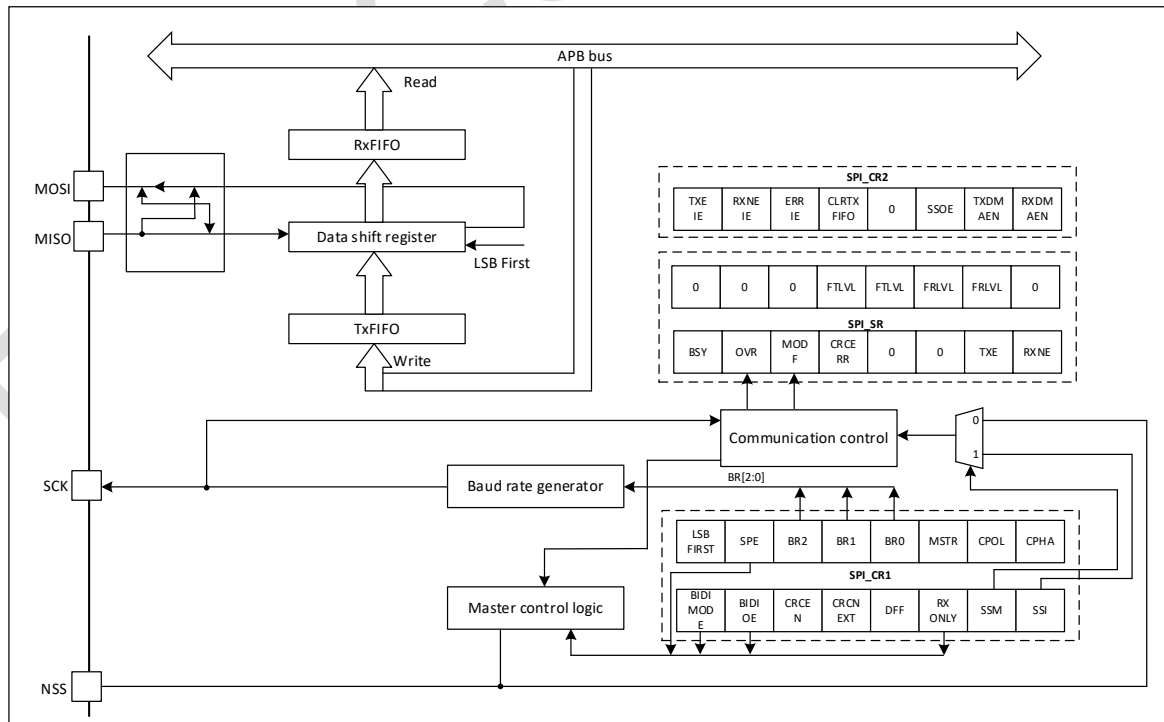 APB bus
Read
RxFIFO
MOSI
MISO
Data shift register
LSB First
TxFIFO
Write
SPI_CR2
TXE IE RXNE IE ERR IE CLRTX FIFO 0 SSOE TXDM AEN RXDM AEN
0 0 0 FTLVL FTLVL FRLVL FRLVL 0
SPI_SR
BSY OVR MOD F CRCE RR 0 0 TXE RXNE
Communication control
0
1
SCK
Baud rate generator
BR[2:0]
LSB FIRST SPE BR2 BR1 BR0 MSTR CPOL CPHA
SPI_CR1
BIDI MOD E BIDI OE CRCE N CRCN EXT DFF RX ONLY SSM SSI
Master control logic
NSS